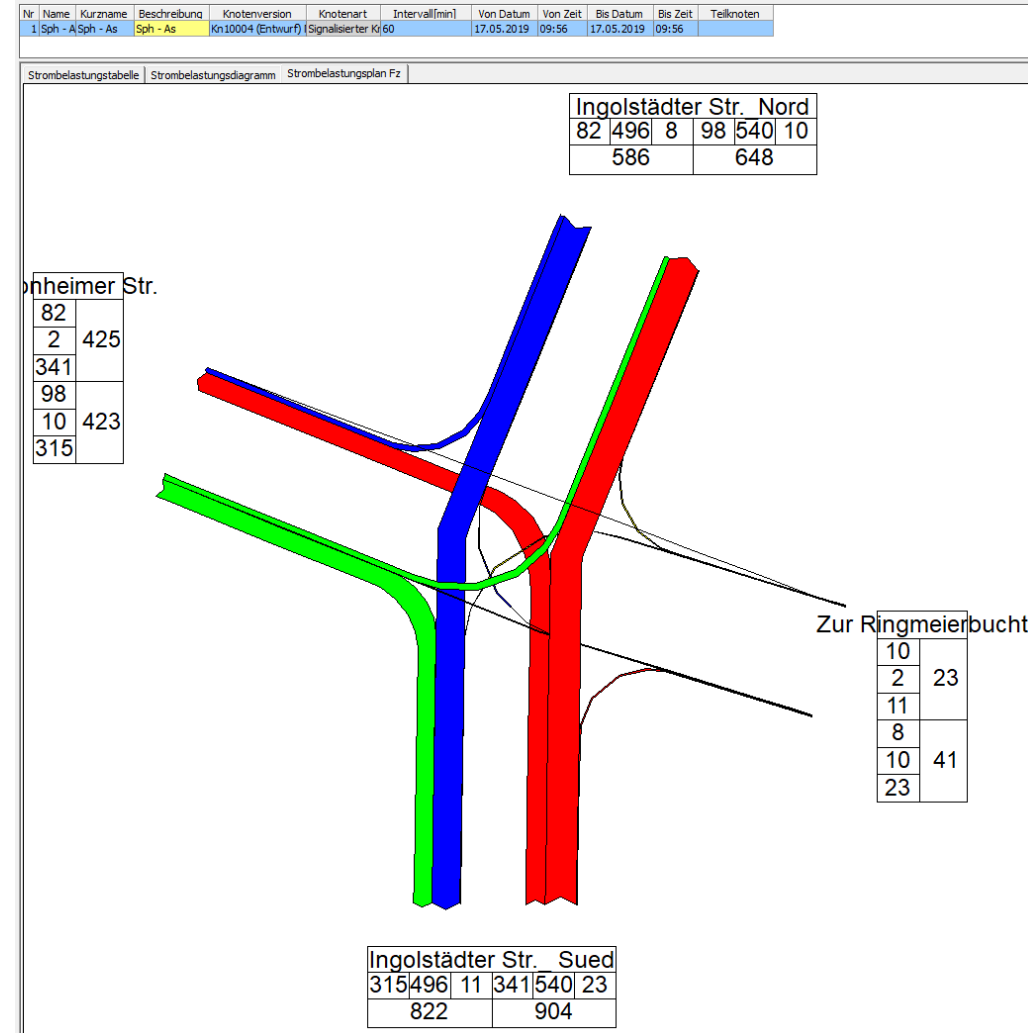 Nr Name Kurzname Beschreibung Knotenversion Knotenart Intervall[min] Von Datum Von Zeit Bis Datum Bis Zeit Teilknoten
1 Sph - A Sph - As Sph - As Kn10004 (Entwurf) Signalisierter Kr 60 17.05.2019 09:56 17.05.2019 09:56
Strombelastungstabelle Strombelastungsdiagramm Strombelastungsplan Fz
Ingolstädter Str._Nord
82 496 8 98 540 10
586 648
onheimer Str.
82
2 425
341
98
10 423
315
Zur Ringmeierbucht
10
2 23
11
8
10 41
23
Ingolstädter Str._ Sued
315 496 11 341 540 23
822 904